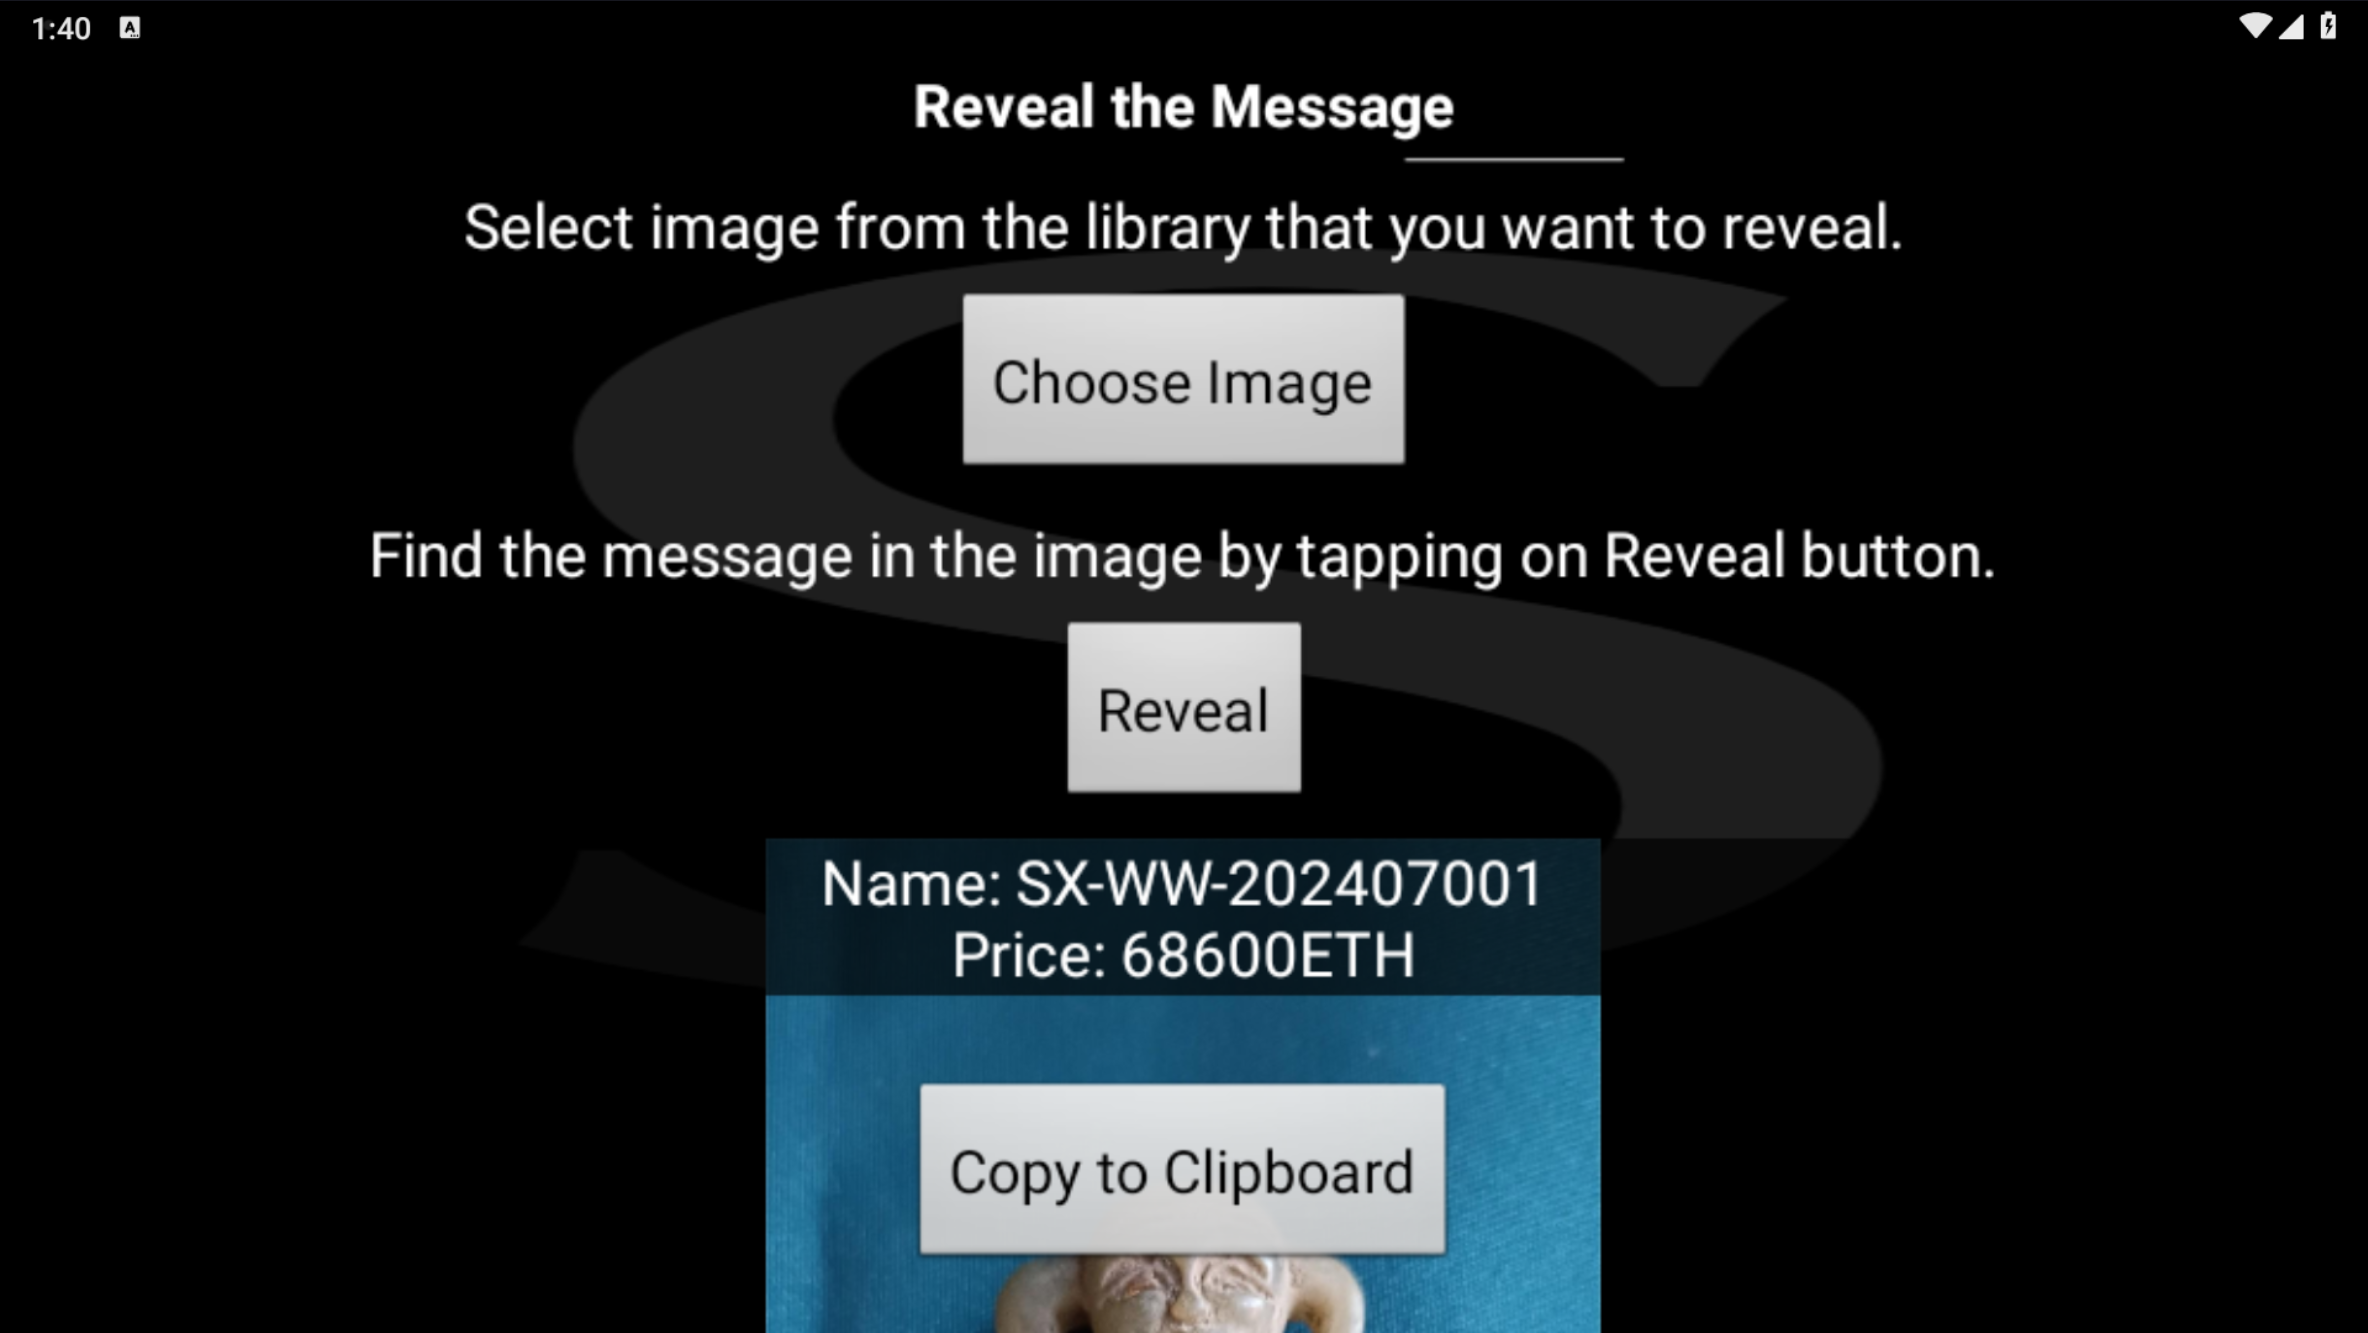 1:40
Reveal the Message
Select image from the library that you want to reveal.
Choose Image
Find the message in the image by tapping on Reveal button.
Reveal
Name: SX-WW-202407001
Price: 68600ETH
Copy to Clipboard